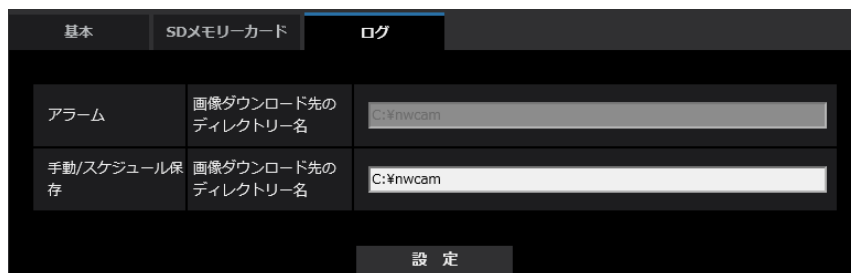 基本 SDメモリーカード ログ
アラーム
画像ダウンロード先の
ディレクトリー名
C:¥nwcam
手動/スケジュール保
存
画像ダウンロード先の
ディレクトリー名
C:¥nwcam
設 定